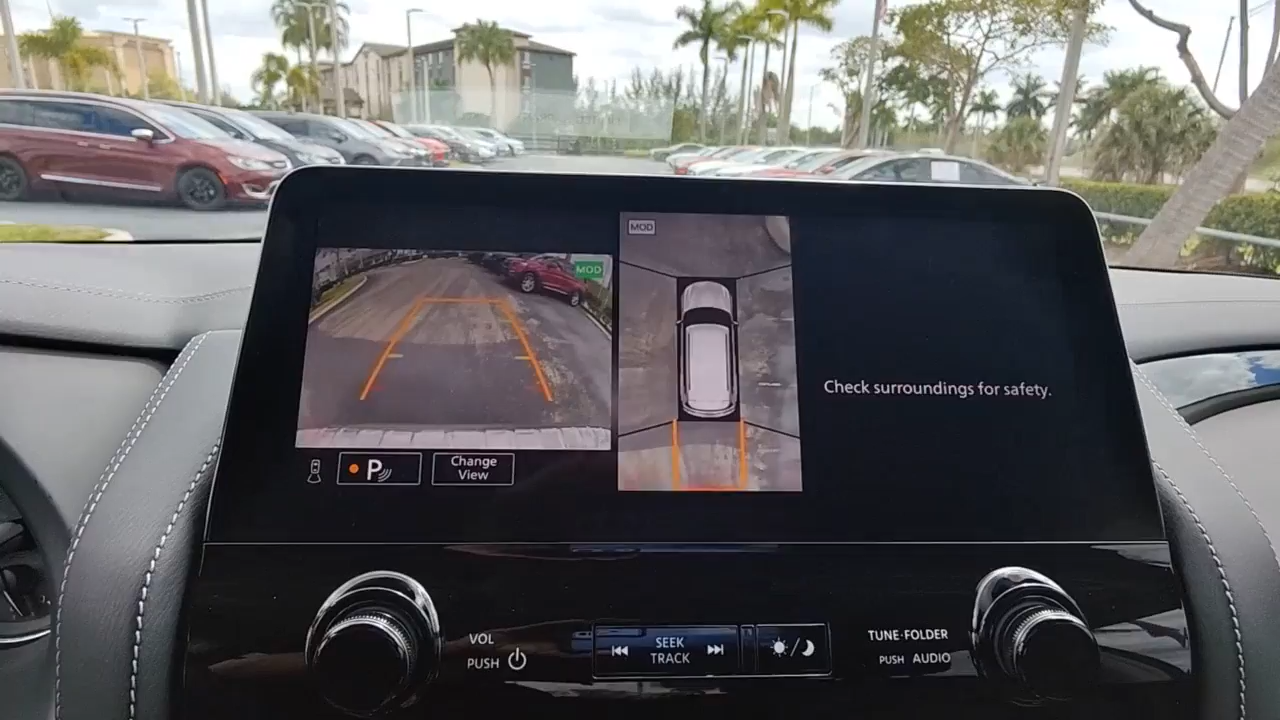 MOD
MOD
Check surroundings for safety.
P
Change
View
VOL
PUSH
SEEK
TRACK
TUNE·FOLDER
PUSH AUDIO